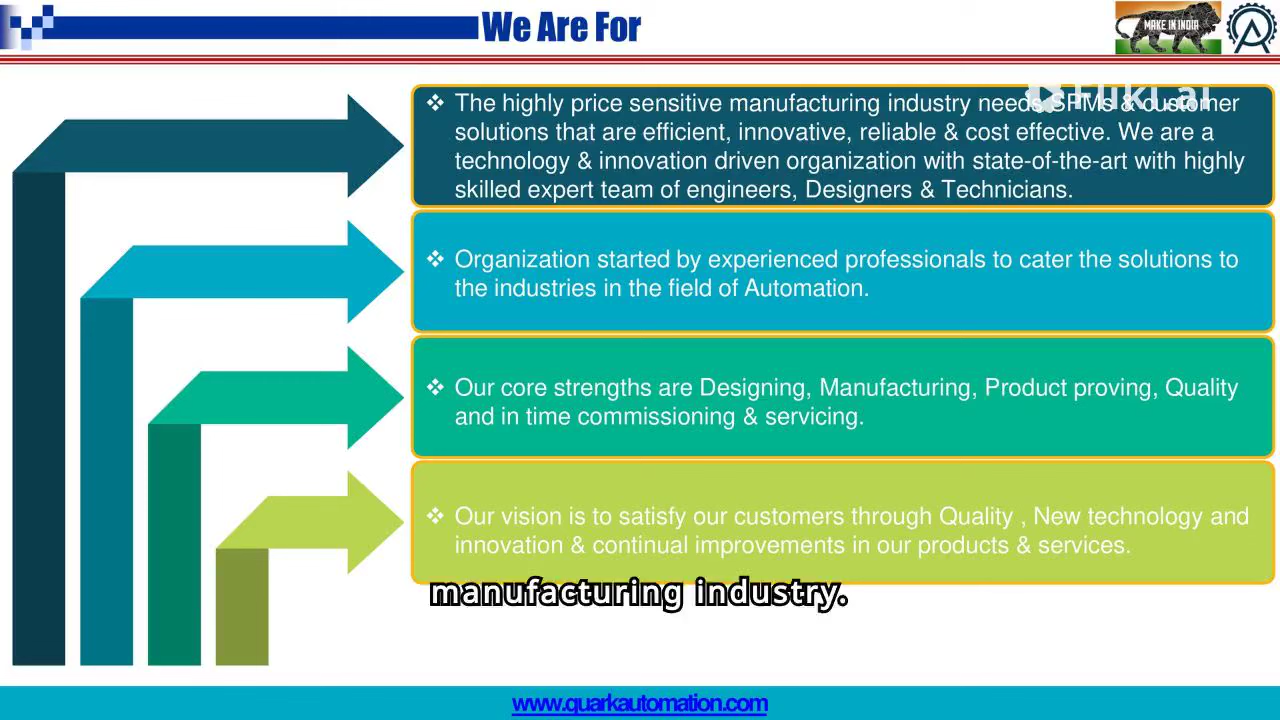 We Are For
MAKE IN INDIA
Fliki.ai
❖ The highly price sensitive manufacturing industry needs SPMs & customer
solutions that are efficient, innovative, reliable & cost effective. We are a
technology & innovation driven organization with state-of-the-art with highly
skilled expert team of engineers, Designers & Technicians.
❖ Organization started by experienced professionals to cater the solutions to
the industries in the field of Automation.
❖ Our core strengths are Designing, Manufacturing, Product proving, Quality
and in time commissioning & servicing.
❖ Our vision is to satisfy our customers through Quality , New technology and
innovation & continual improvements in our products & services.
manufacturing industry.
www.quarkautomation.com